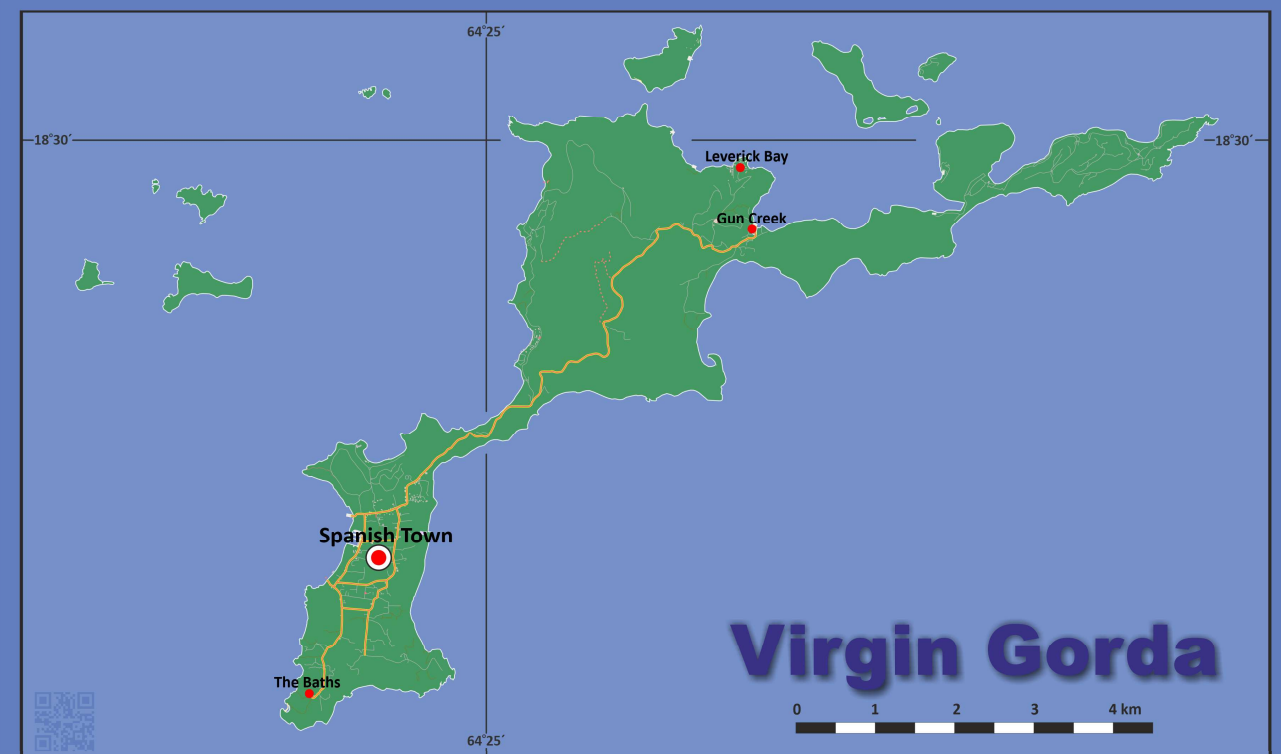 64°25´
18°30´
18°30´
Leverick Bay
Gun Creek
Spanish Town
The Baths
Virgin Gorda
0 1 2 3 4 km
64°25´